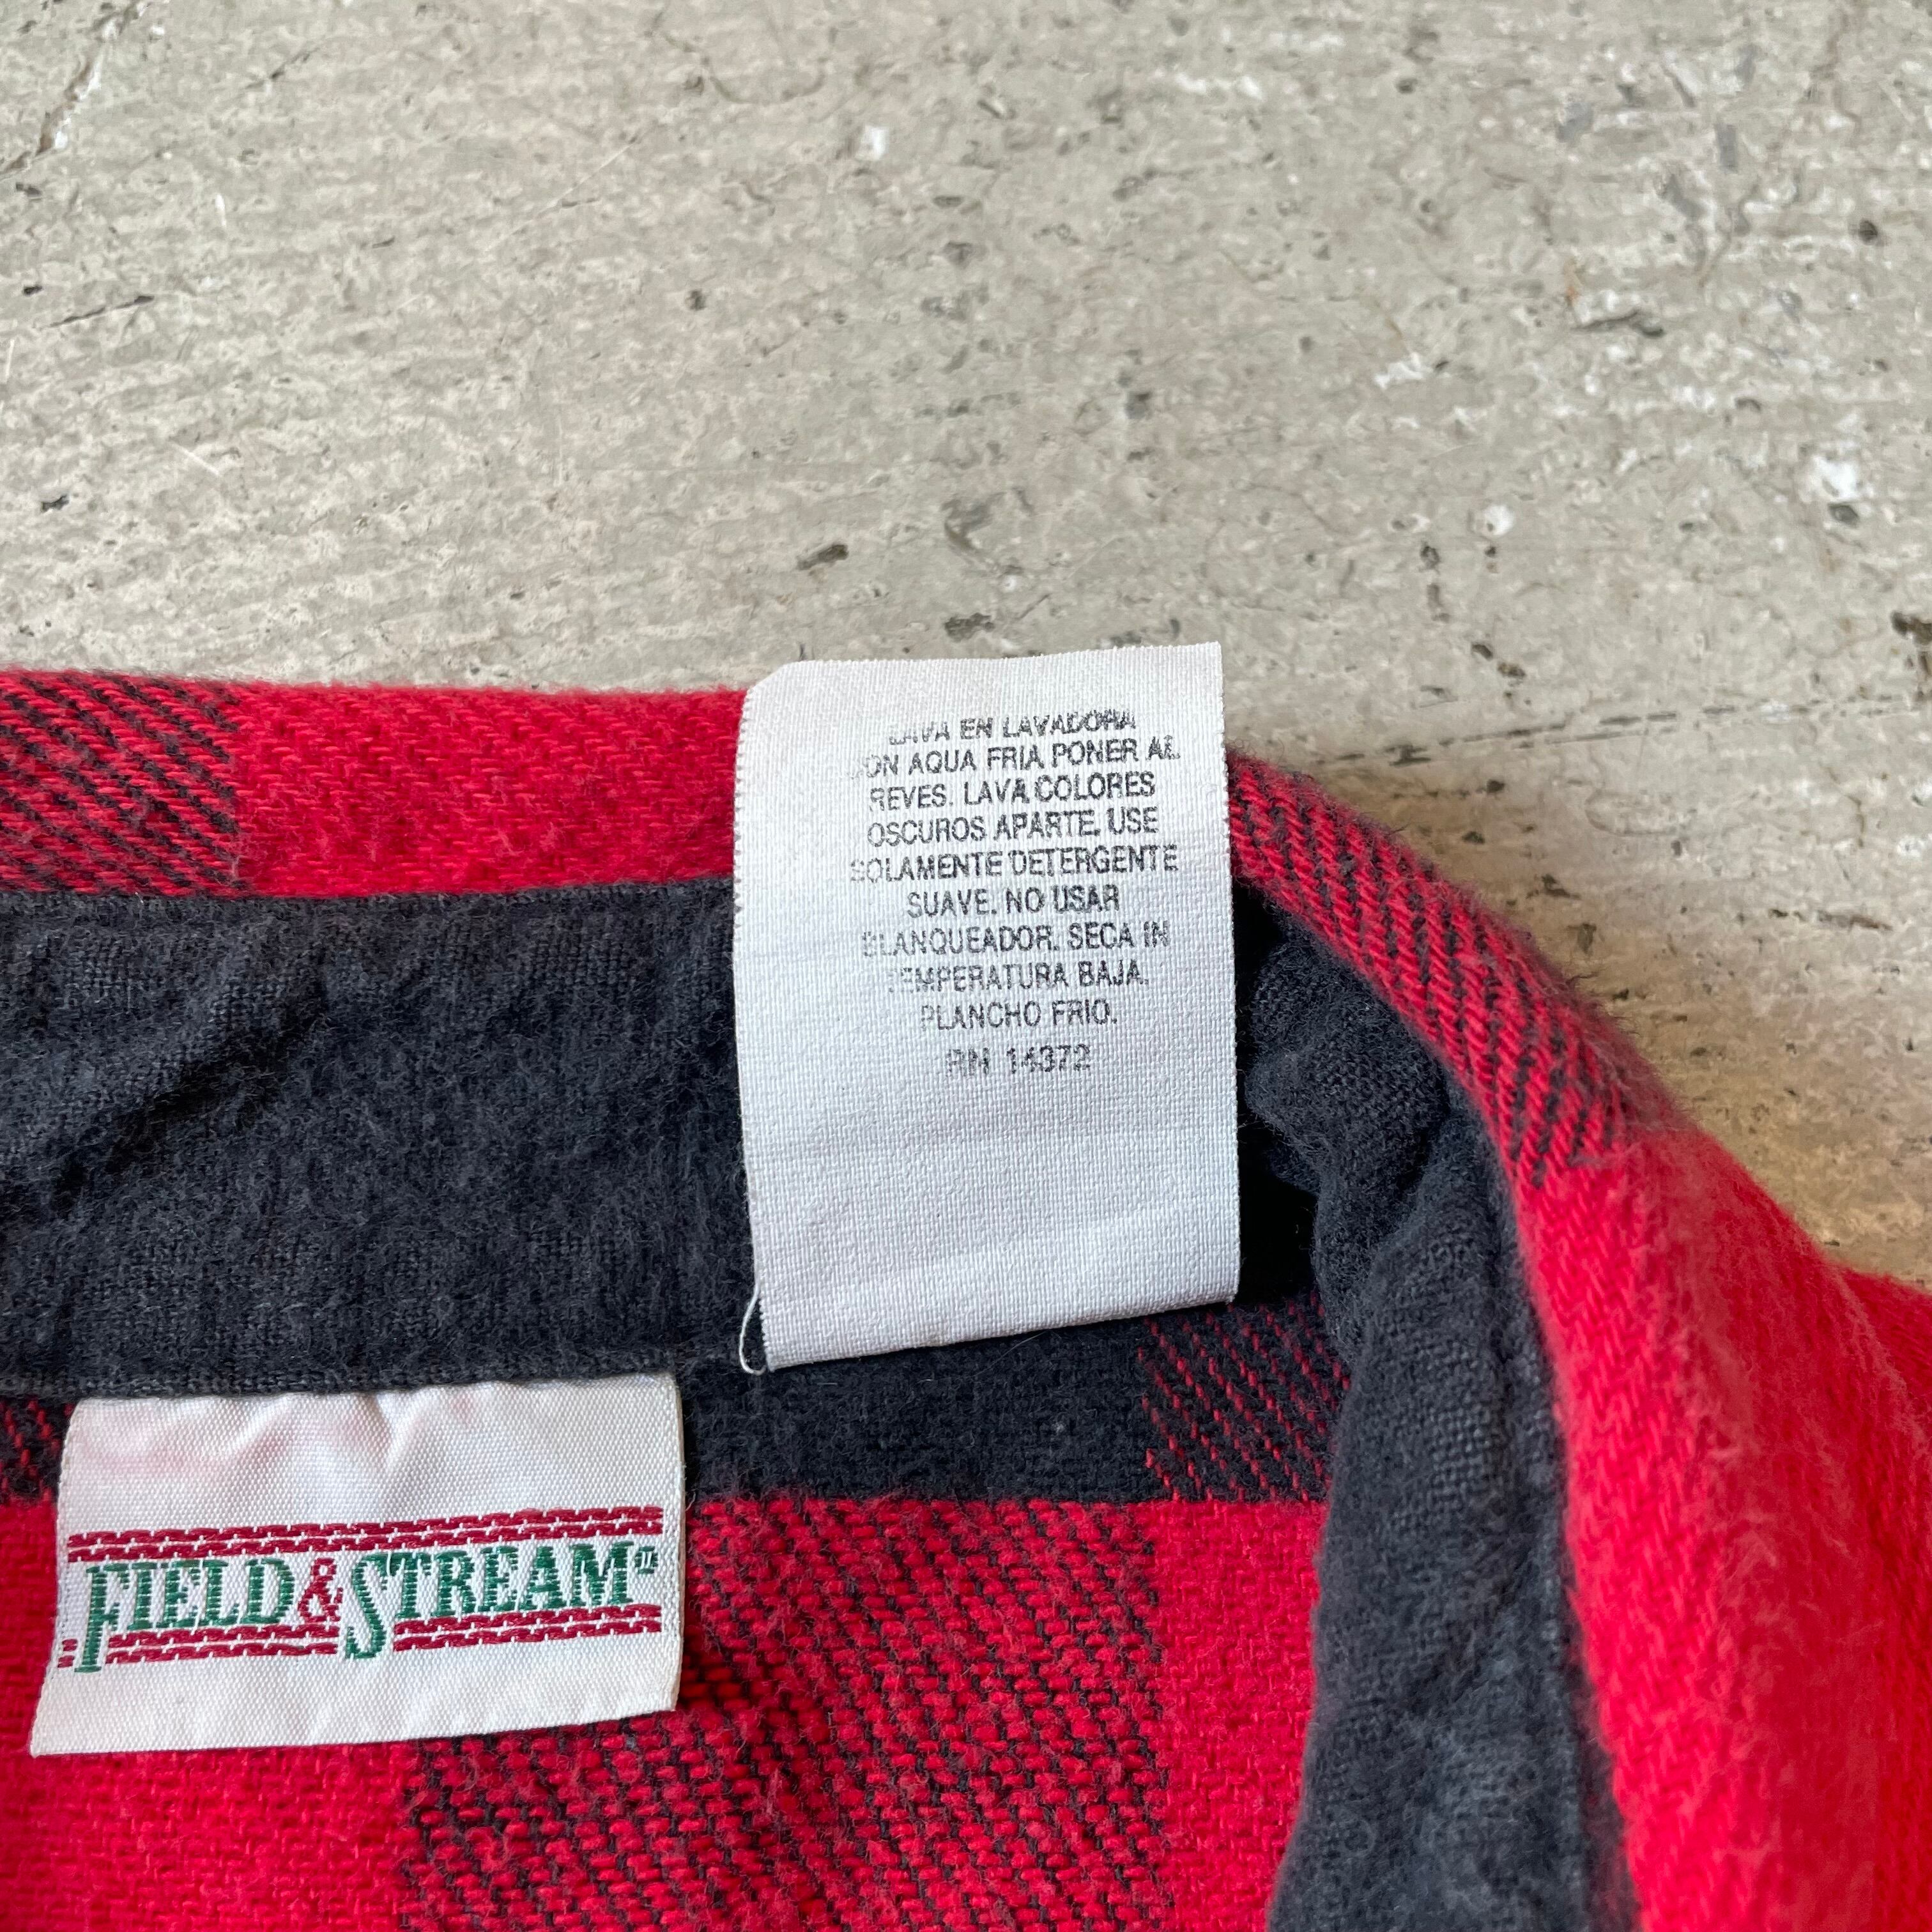 LAVA EN LAVADORA
CON AQUA FRIA PONER AL
REVES. LAVA COLORES
OSCUROS APARTE. USE
SOLAMENTE DETERGENTE
SUAVE. NO USAR
BLANQUEADOR. SECA IN
TEMPERATURA BAJA.
PLANCHO FRIO.
RN 14372
FIELD & STREAM